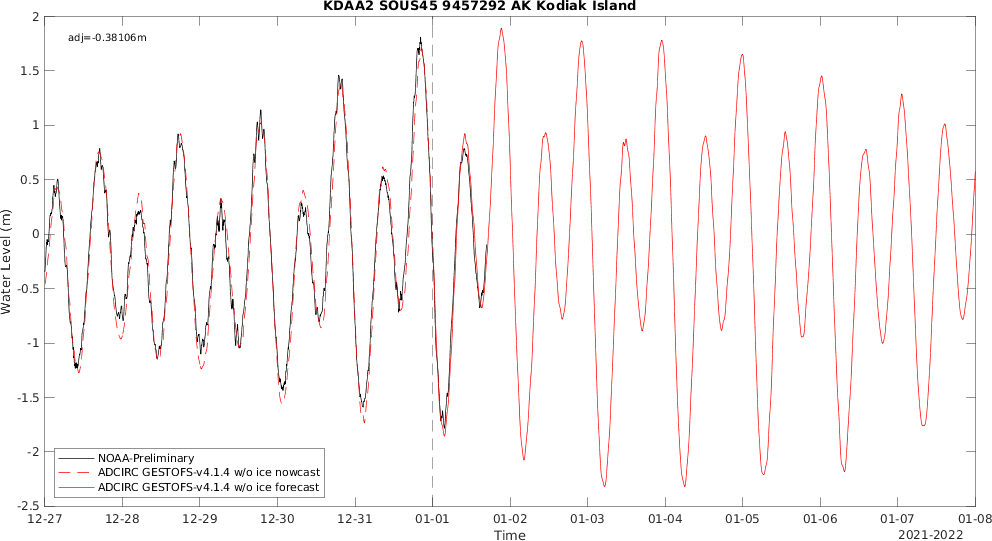 KDAA2 SOUS45 9457292 AK Kodiak Island
adj=-0.38106m
2
1.5
1
0.5
0
-0.5
-1
-1.5
-2
-2.5
Water Level (m)
NOAA-Preliminary
ADCIRC GESTOFS-v4.1.4 w/o ice nowcast
ADCIRC GESTOFS-v4.1.4 w/o ice forecast
12-27 12-28 12-29 12-30 12-31 01-01 01-02 01-03 01-04 01-05 01-06 01-07 01-08
Time
2021-2022